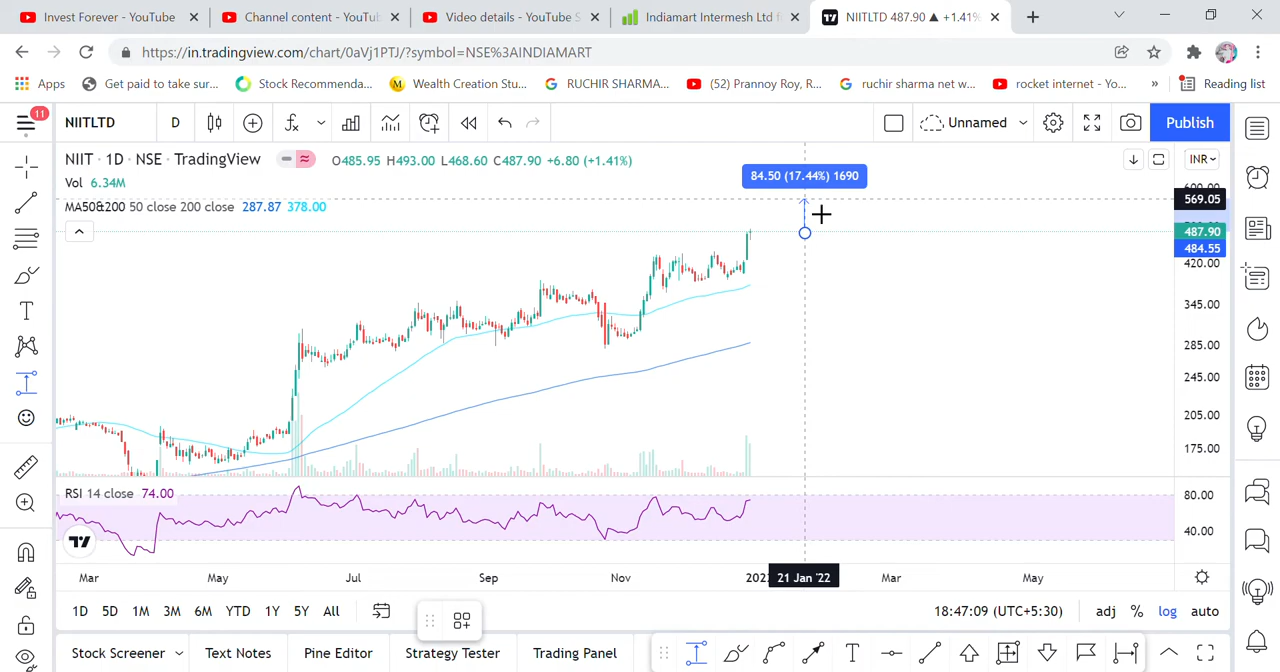 Invest Forever - YouTube
Channel content - YouTu
Video details - YouTube S
Indiamart Intermesh Ltd f
NIITLTD 487.90 ▲ +1.41%
https://in.tradingview.com/chart/0aVj1PTJ/?symbol=NSE%3AINDIAMART
Apps
Get paid to take sur...
Stock Recommenda...
Wealth Creation Stu...
RUCHIR SHARMA...
(52) Prannoy Roy, R...
ruchir sharma net w...
rocket internet - Yo...
»
Reading list
11
NIITLTD
D
Unnamed
Publish
NIIT · 1D · NSE · TradingView
O485.95 H493.00 L468.60 C487.90 +6.80 (+1.41%)
INR
Vol 6.34M
84.50 (17.44%) 1690
MA50&200 50 close 200 close 287.87 378.00
600.00
569.05
487.90
484.55
420.00
345.00
285.00
245.00
205.00
175.00
RSI 14 close 74.00
80.00
40.00
Mar
May
Jul
Sep
Nov
202
21 Jan '22
Mar
May
1D 5D 1M 3M 6M YTD 1Y 5Y All
18:47:09 (UTC+5:30)
adj % log auto
Stock Screener
Text Notes
Pine Editor
Strategy Tester
Trading Panel